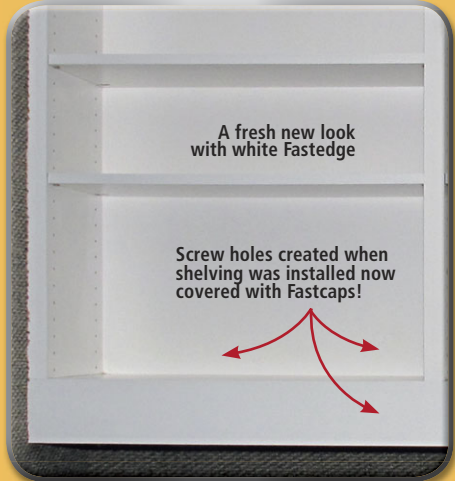 A fresh new look
with white Fastedge
Screw holes created when
shelving was installed now
covered with Fastcaps!